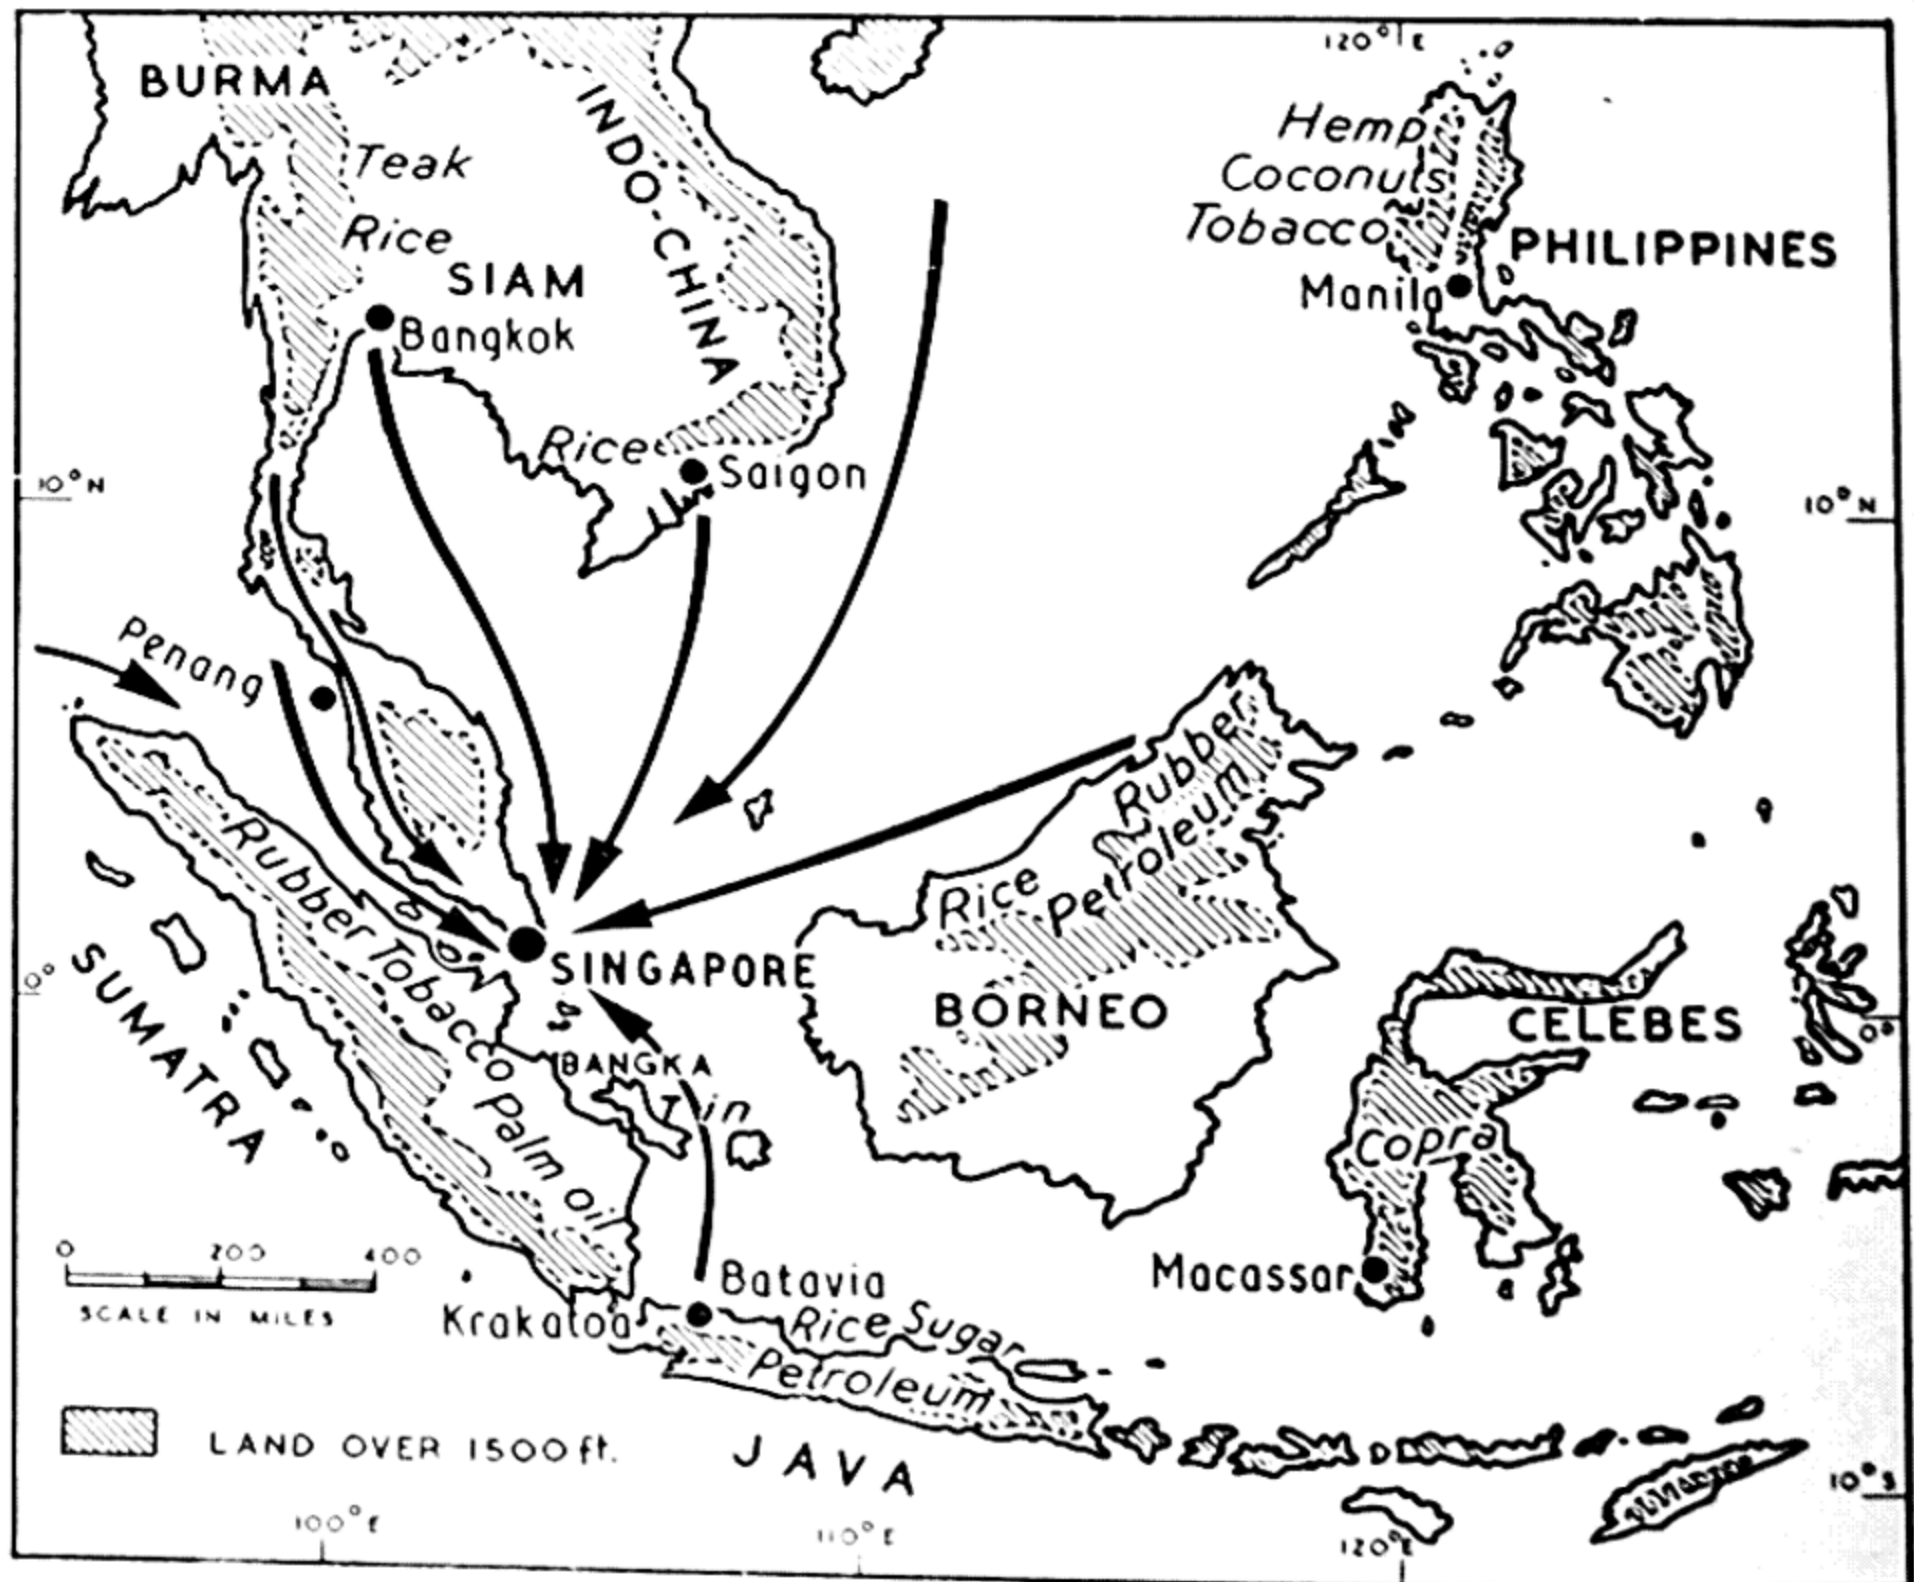 120° E
BURMA
INDO-CHINA
Hemp
Coconuts
Tobacco
Teak
Rice
SIAM
PHILIPPINES
Bangkok
Manila
Rice
Saigon
10° N
10° N
Penang
Rubber
Petroleum
Rice
Rubber Tobacco Palm oil
SINGAPORE
SUMATRA
0°
BORNEO
CELEBES
0°
BANGKA
Tin
Copra
0 200 400
SCALE IN MILES
Batavia
Macassar
Krakatoa
Rice Sugar
Petroleum
LAND OVER 1500 ft.
JAVA
10° S
100° E
110° E
120° E